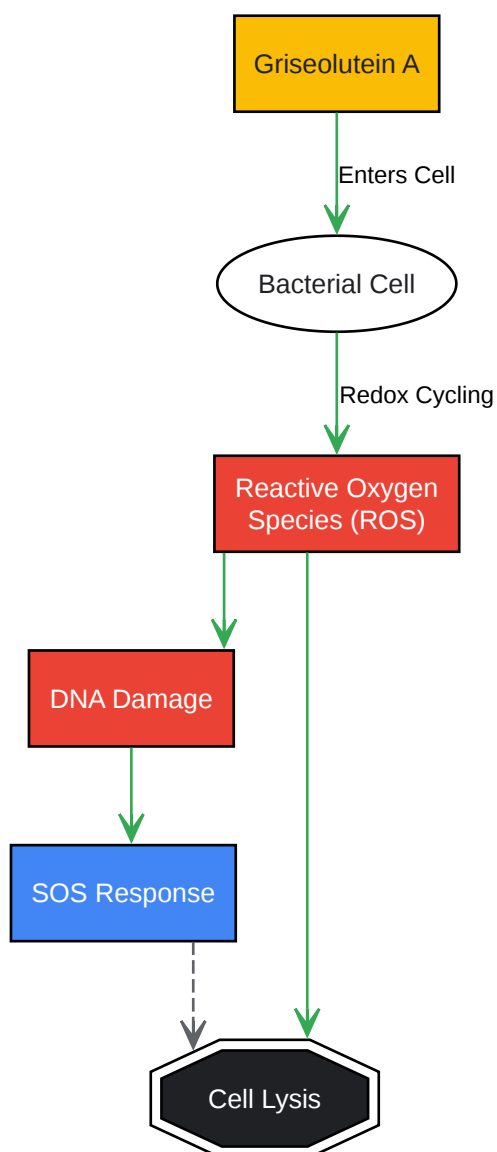 Griseolutein A
Enters Cell
Bacterial Cell
Redox Cycling
Reactive Oxygen
Species (ROS)
DNA Damage
SOS Response
Cell Lysis